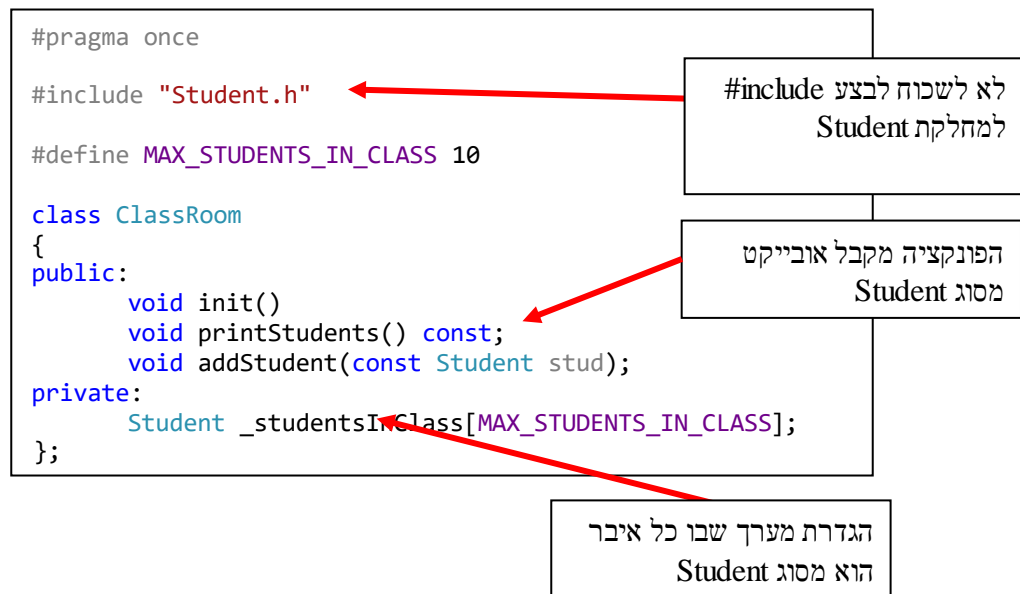 #pragma once
#include "Student.h"
#define MAX_STUDENTS_IN_CLASS 10
class ClassRoom
{
public:
void init()
void printStudents() const;
void addStudent(const Student stud);
private:
Student _studentsInClass[MAX_STUDENTS_IN_CLASS];
};
לא לשכוח לבצע #include
למחלקת Student
הפונקציה מקבל אובייקט
מסוג Student
הגדרת מערך שבו כל איבר
הוא מסוג Student